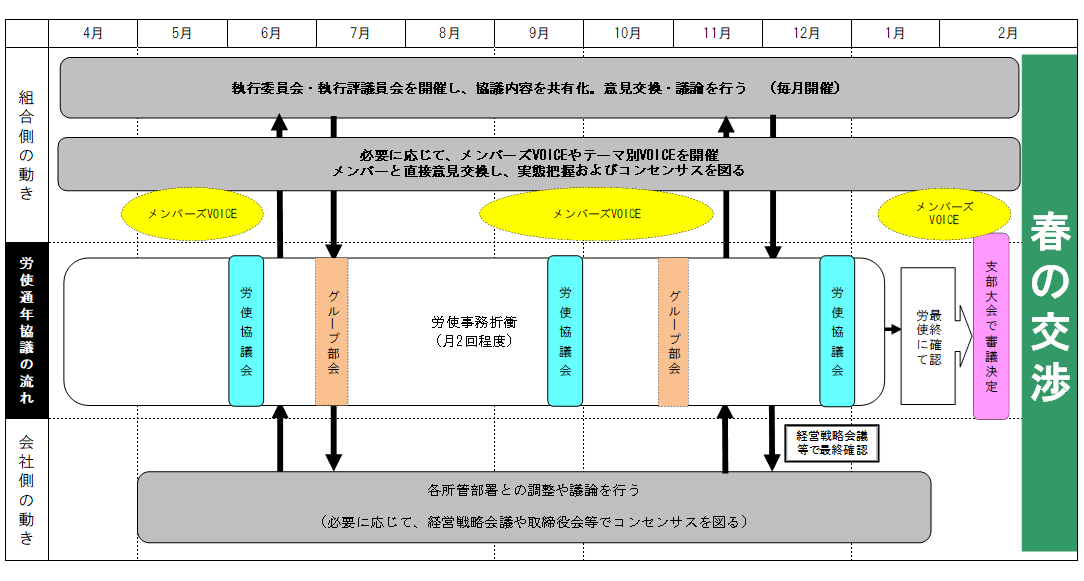 4月
5月
6月
7月
8月
9月
10月
11月
12月
1月
2月
組合側の動き
執行委員会・執行評議員会を開催し、協議内容を共有化。意見交換・議論を行う　（毎月開催）
必要に応じて、メンバーズVOICEやテーマ別VOICEを開催
メンバーと直接意見交換し、実態把握およびコンセンサスを図る
メンバーズVOICE
メンバーズVOICE
メンバーズ
VOICE
春の交渉
労使通年協議の流れ
労使協議会
グループ部会
労使事務折衝
（月2回程度）
労使協議会
グループ部会
労使協議会
労使にて
最終確認
支部大会で審議決定
会社側の動き
経営戦略会議
等で最終確認
各所管部署との調整や議論を行う
（必要に応じて、経営戦略会議や取締役会等でコンセンサスを図る）